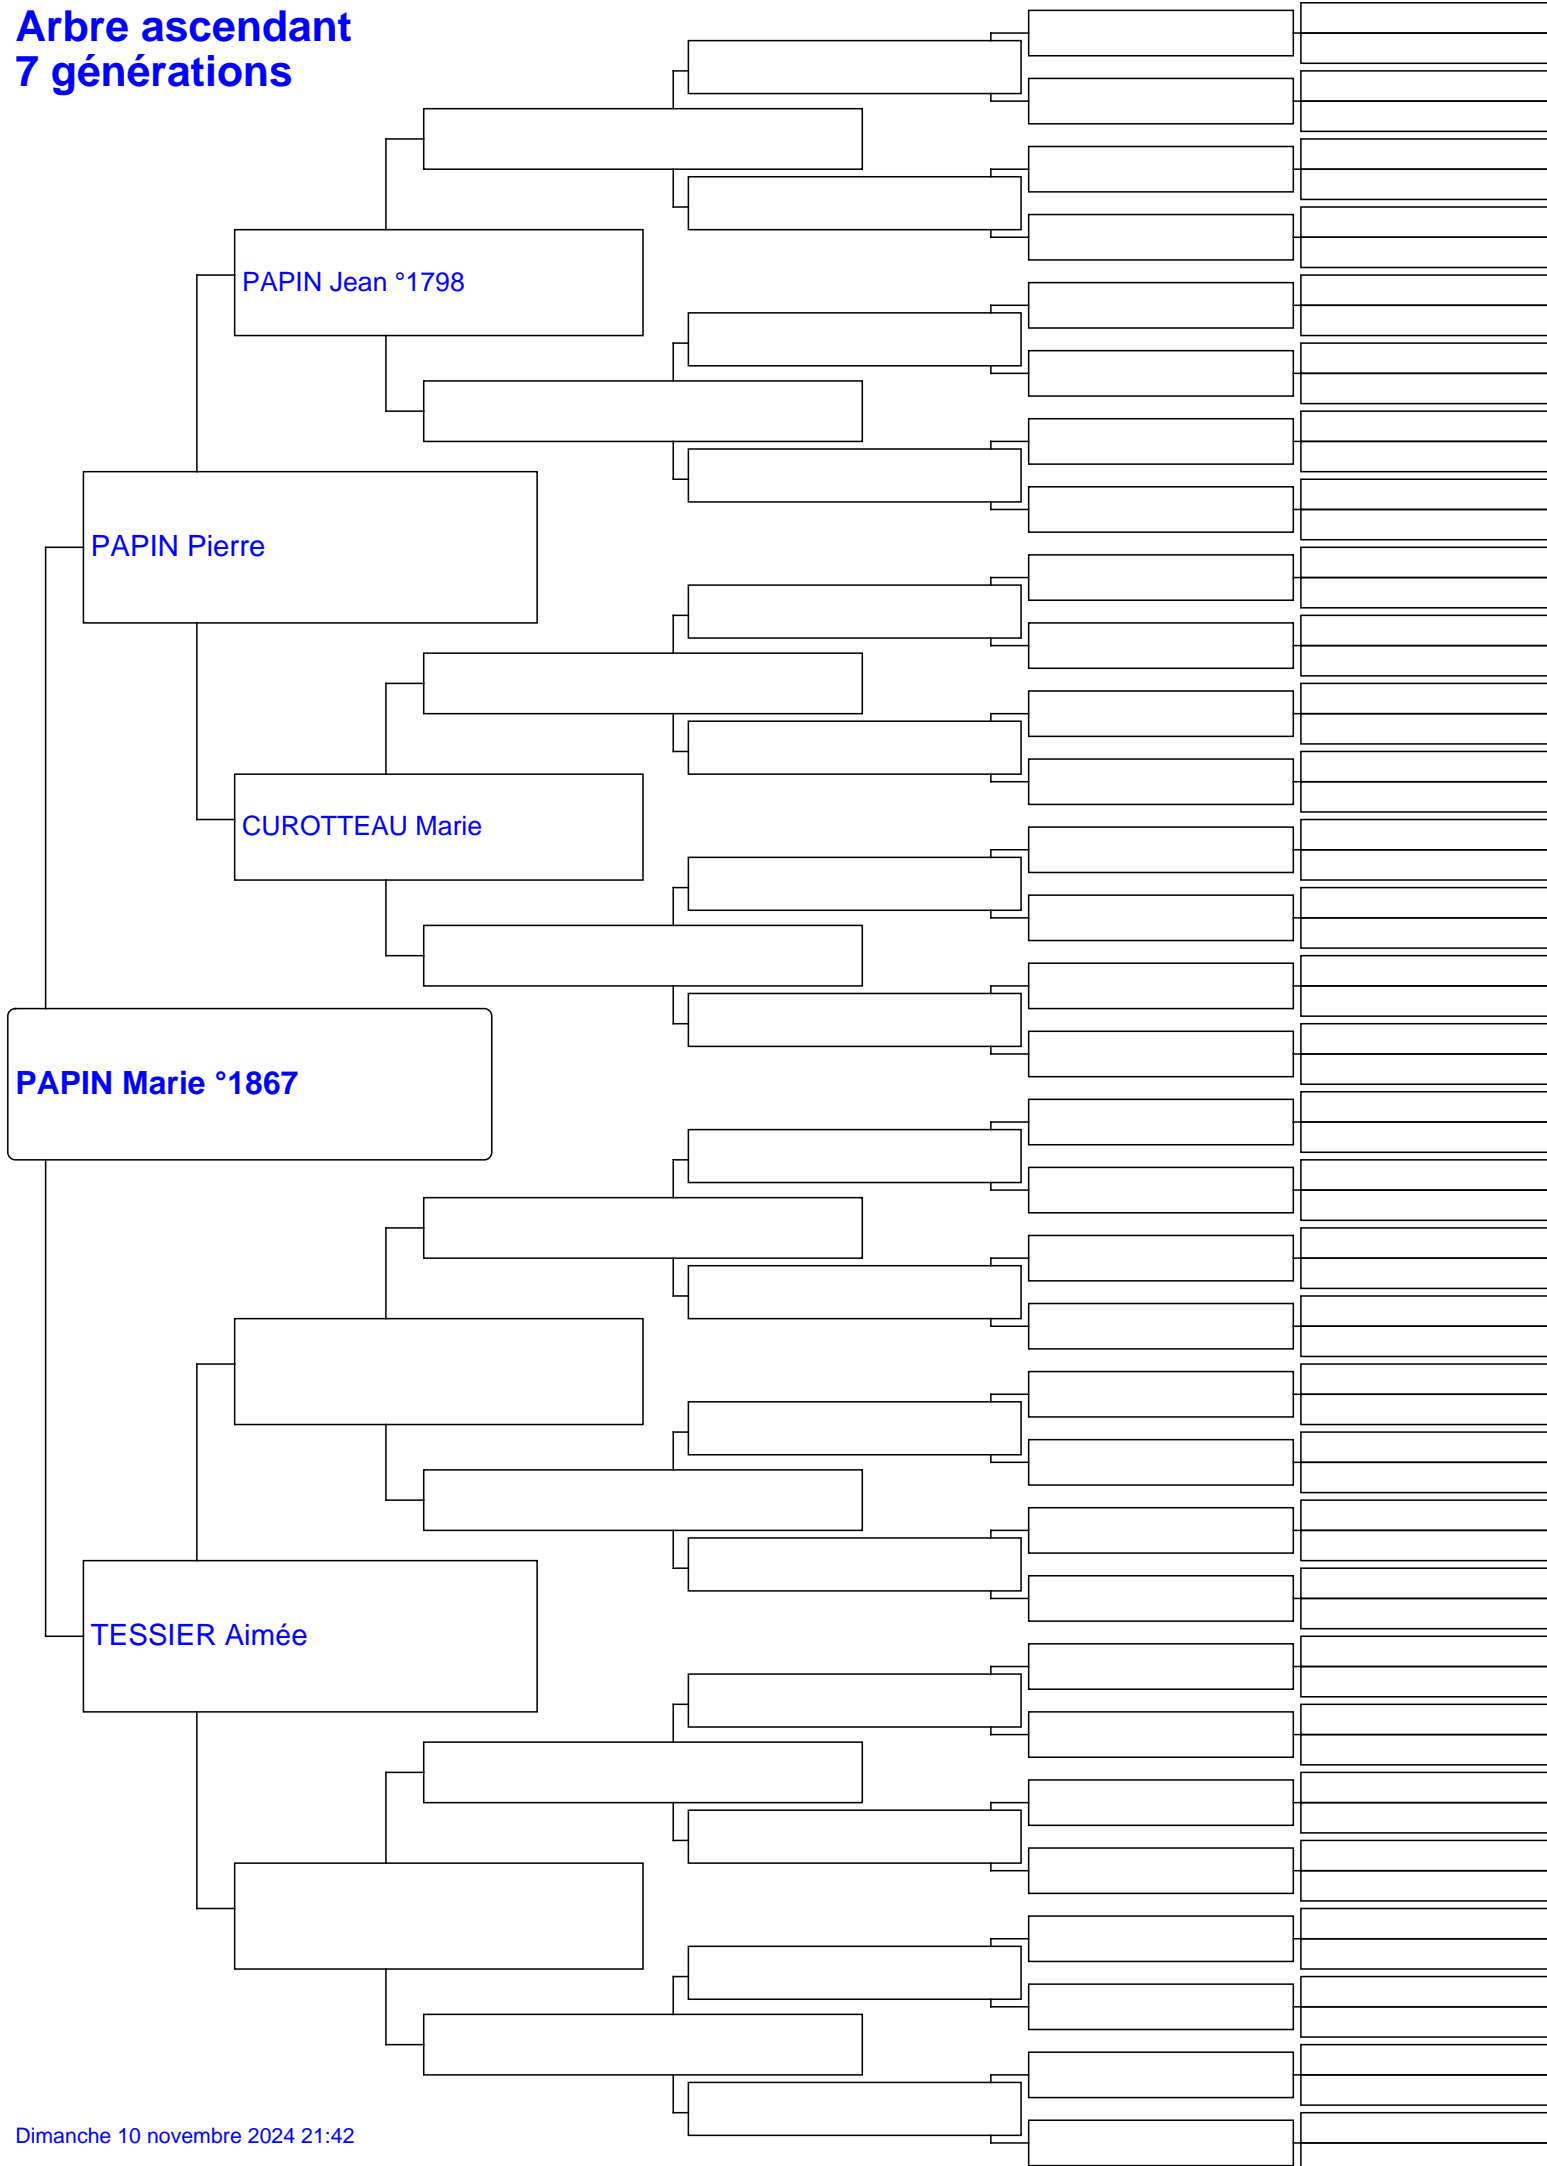 Arbre ascendant
7 générations
PAPIN Jean °1798
PAPIN Pierre
CUROTTEAU Marie
PAPIN Marie °1867
TESSIER Aimée
Dimanche 10 novembre 2024 21:42